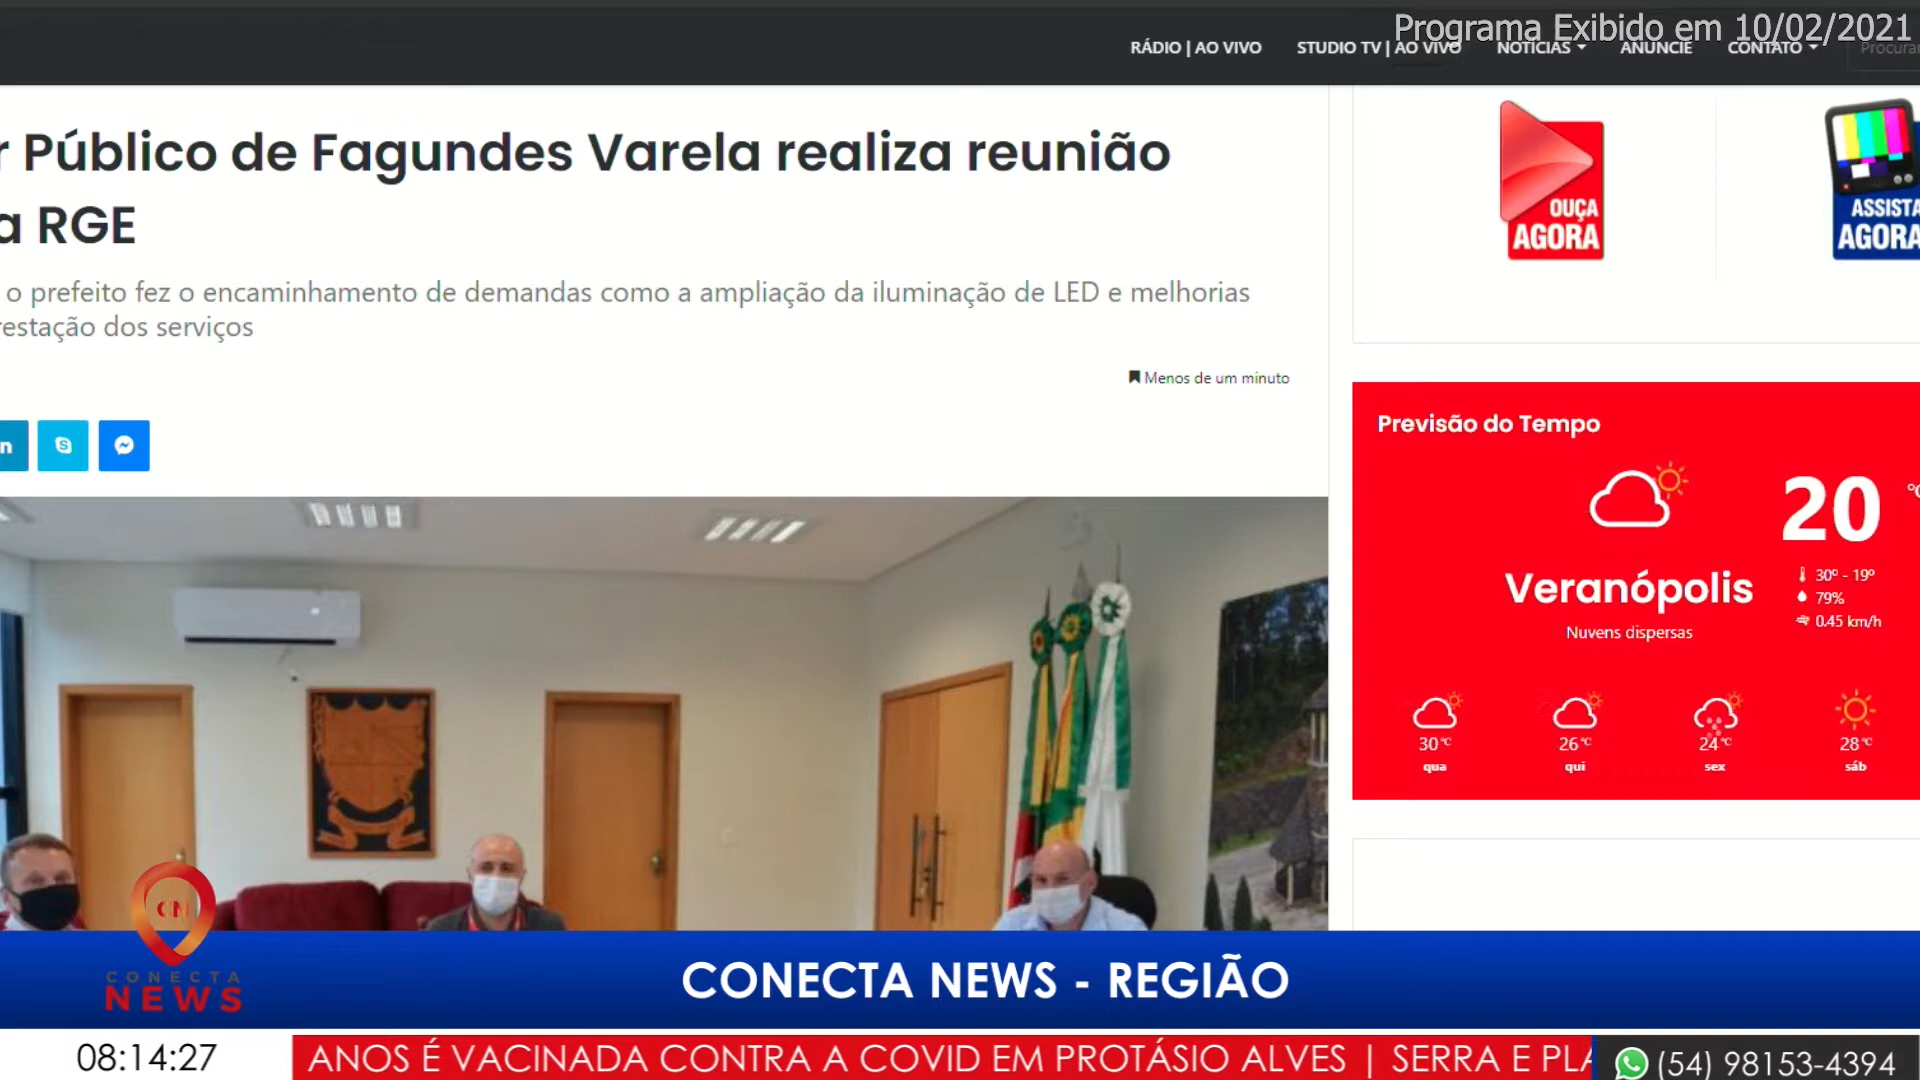 Programa Exibido em 10/02/2021
RÁDIO | AO VIVO STUDIO TV | AO VIVO NOTÍCIAS ANUNCIE CONTATO Procurar
r Público de Fagundes Varela realiza reunião
a RGE
o prefeito fez o encaminhamento de demandas como a ampliação da iluminação de LED e melhorias
restação dos serviços
Menos de um minuto
OUÇA
AGORA
ASSISTA
AGORA
Previsão do Tempo
20 °C
Veranópolis
Nuvens dispersas
30º - 19º
79%
0.45 km/h
30 °C 26 °C 24 °C 28 °C
qua qui sex sáb
CN
CONECTA
NEWS
CONECTA NEWS - REGIÃO
08:14:27
ANOS É VACINADA CONTRA A COVID EM PROTÁSIO ALVES | SERRA E PLA
(54) 98153-4394